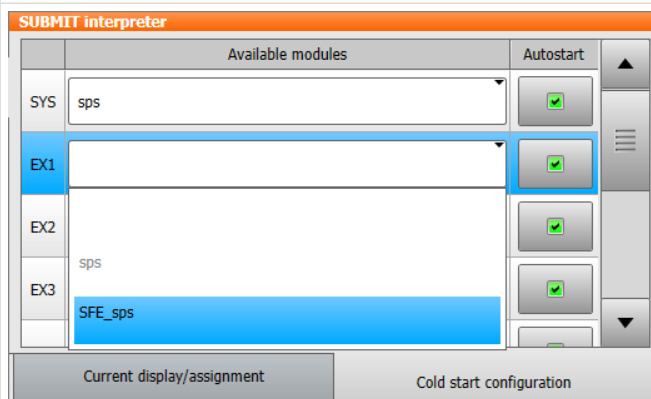 SUBMIT interpreter
Available modules Autostart
SYS sps
EX1
EX2
sps
EX3
SFE_sps
Current display/assignment Cold start configuration